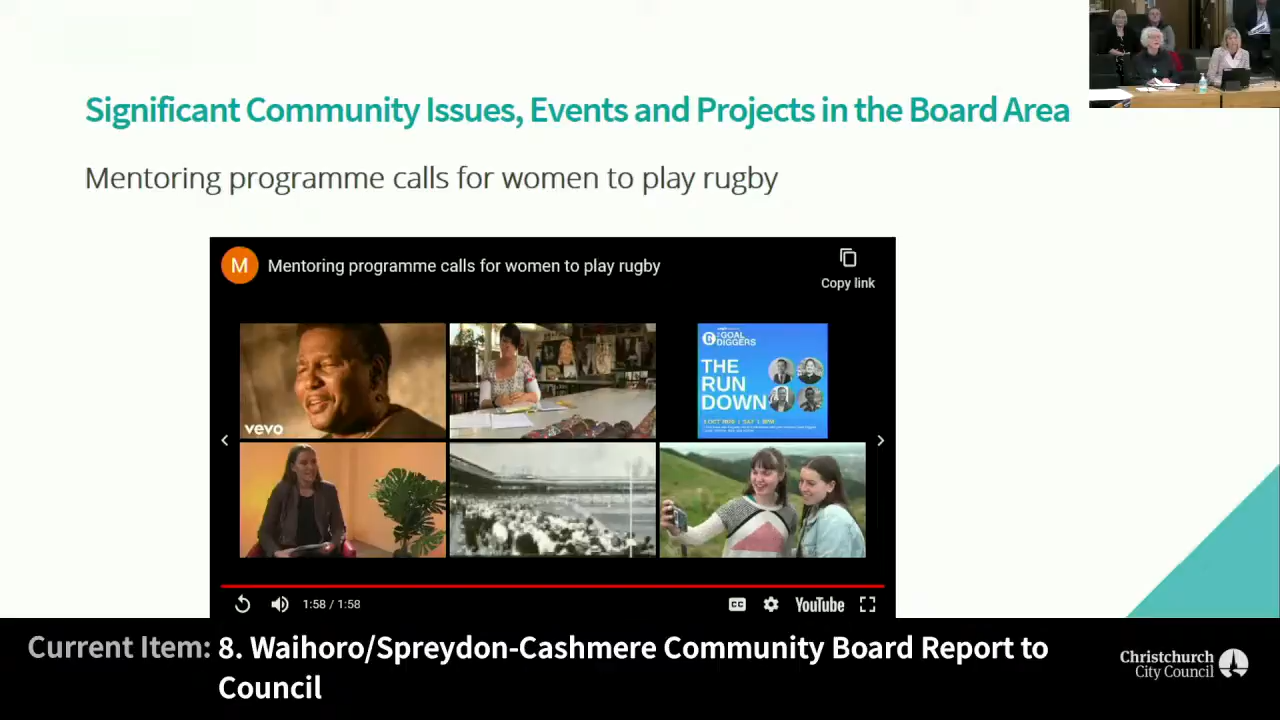 Significant Community Issues, Events and Projects in the Board Area
Mentoring programme calls for women to play rugby
M
Mentoring programme calls for women to play rugby
Copy link
vevo
GOAL
DIGGERS
THE
RUN
DOWN
1:58 / 1:58
CC
YouTube
Current Item: 8. Waihoro/Spreydon-Cashmere Community Board Report to
Council
Christchurch
City Council